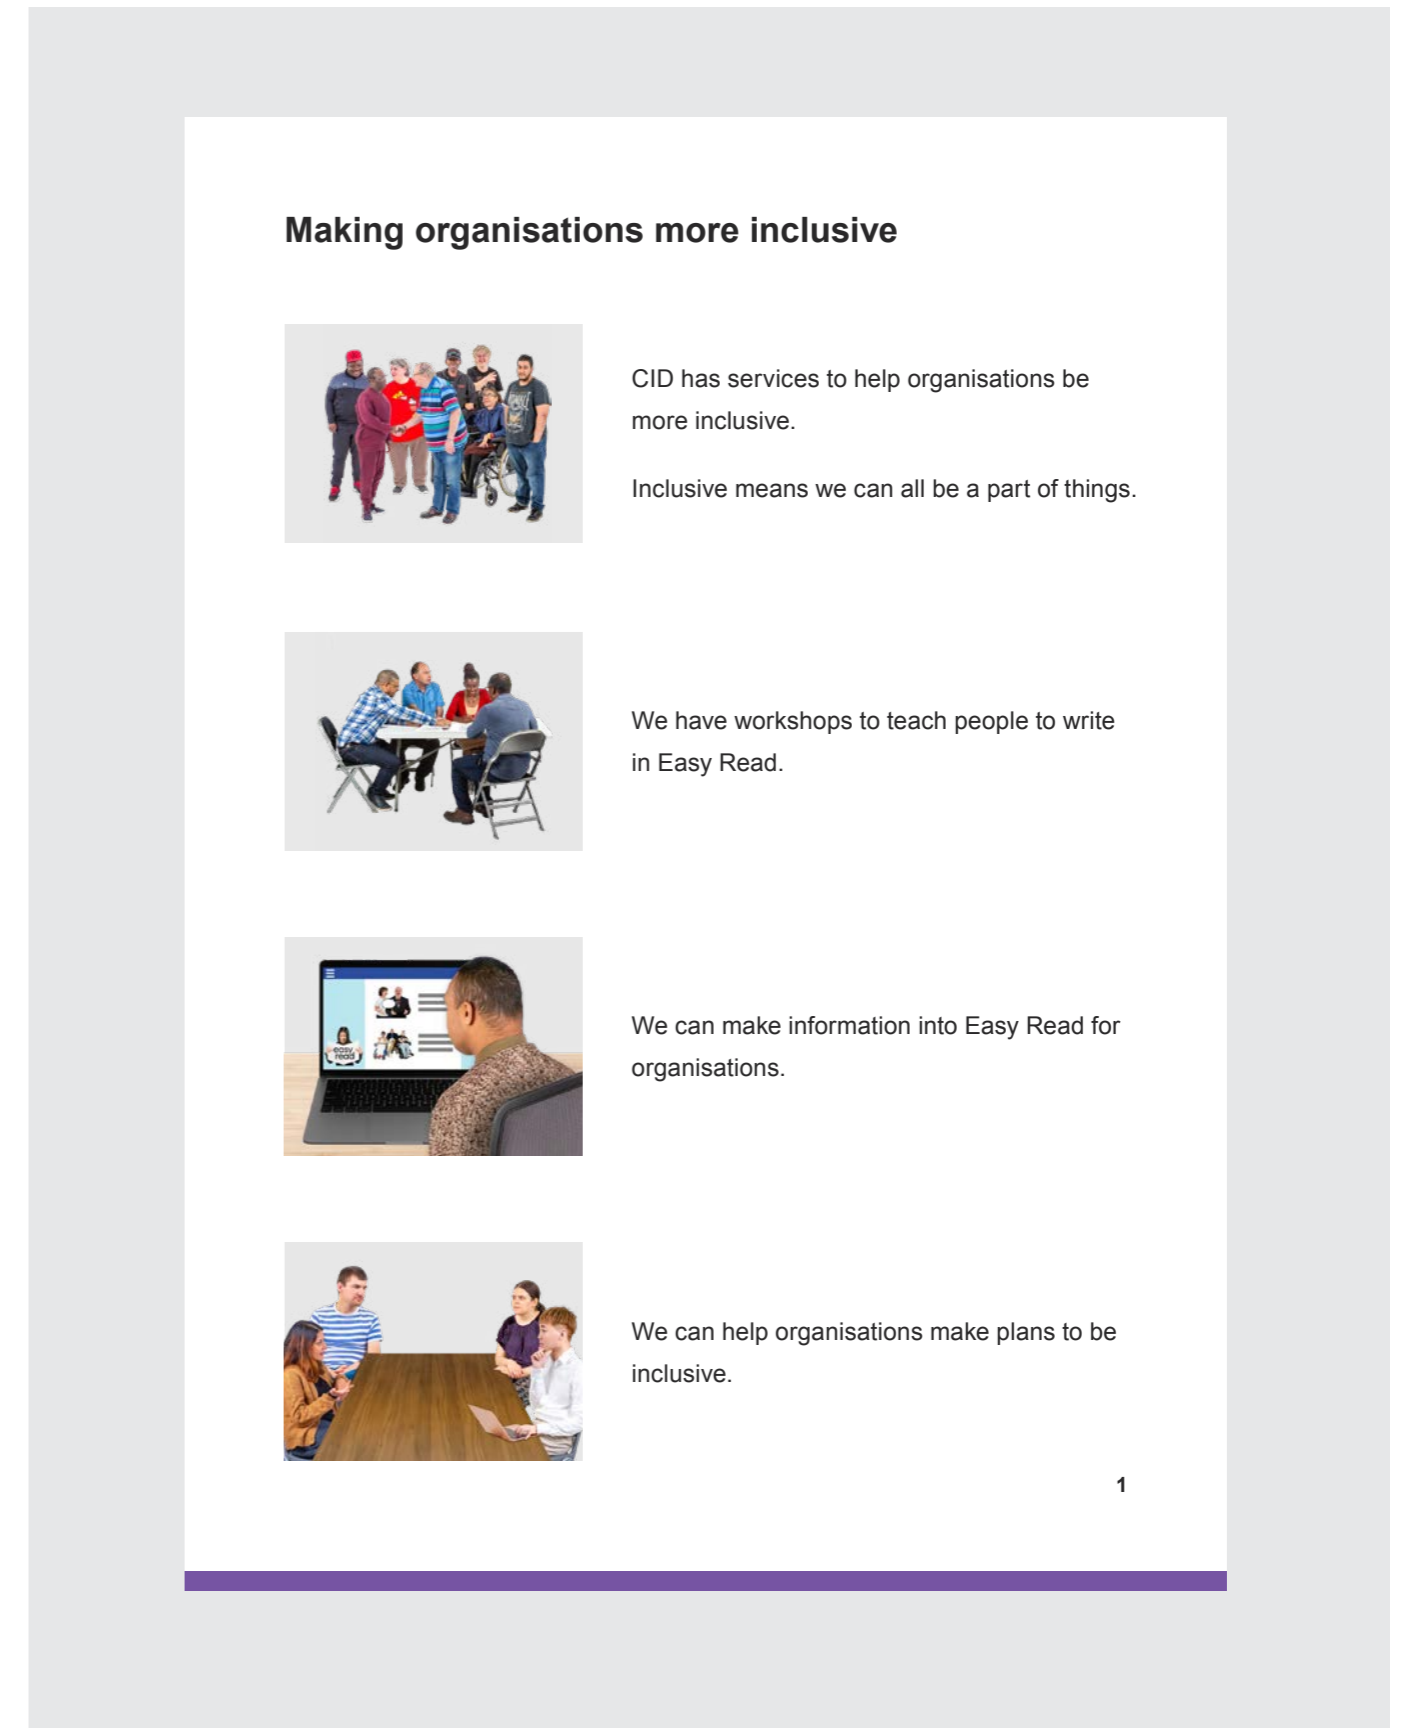 Making organisations more inclusive
CID has services to help organisations be
more inclusive.
Inclusive means we can all be a part of things.
We have workshops to teach people to write
in Easy Read.
easy
read
We can make information into Easy Read for
organisations.
We can help organisations make plans to be
inclusive.
1